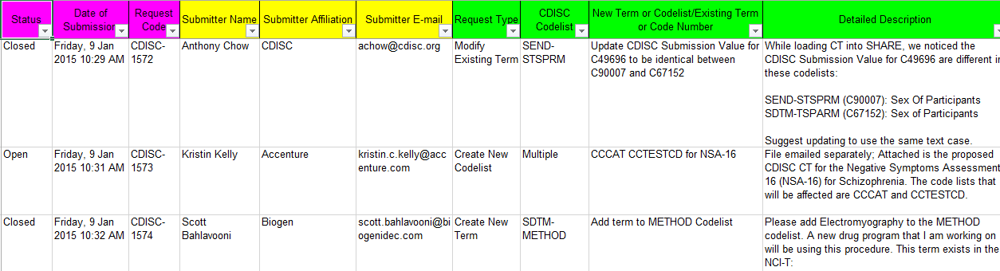 Status
Date of Submission
Request Code
Submitter Name
Submitter Affiliation
Submitter E-mail
Request Type
CDISC Codelist
New Term or Codelist/Existing Term or Code Number
Detailed Description
Closed
Friday, 9 Jan
2015 10:29 AM
CDISC-
1572
Anthony Chow
CDISC
achow@cdisc.org
Modify
Existing Term
SEND-
STSPRM
Update CDISC Submission Value for
C49696 to be identical between
C90007 and C67152
While loading CT into SHARE, we noticed the
CDISC Submission Value for C49696 are different in
these codelists:
SEND-STSPRM (C90007): Sex Of Participants
SDTM-TSPARM (C67152): Sex of Participants
Suggest updating to use the same text case.
Open
Friday, 9 Jan
2015 10:31 AM
CDISC-
1573
Kristin Kelly
Accenture
kristin.c.kelly@acc
enture.com
Create New
Codelist
Multiple
CCCAT CCTESTCD for NSA-16
File emailed separately; Attached is the proposed
CDISC CT for the Negative Symptoms Assessment
16 (NSA-16) for Schizophrenia. The code lists that
will be affected are CCCAT and CCTESTCD.
Closed
Friday, 9 Jan
2015 10:32 AM
CDISC-
1574
Scott
Bahlavooni
Biogen
scott.bahlavooni@bi
ogenidec.com
Create New
Term
SDTM-
METHOD
Add term to METHOD Codelist
Please add Electromyography to the METHOD
codelist. A new drug program that I am working on
will be using this procedure. This term exists in the
NCI-T: